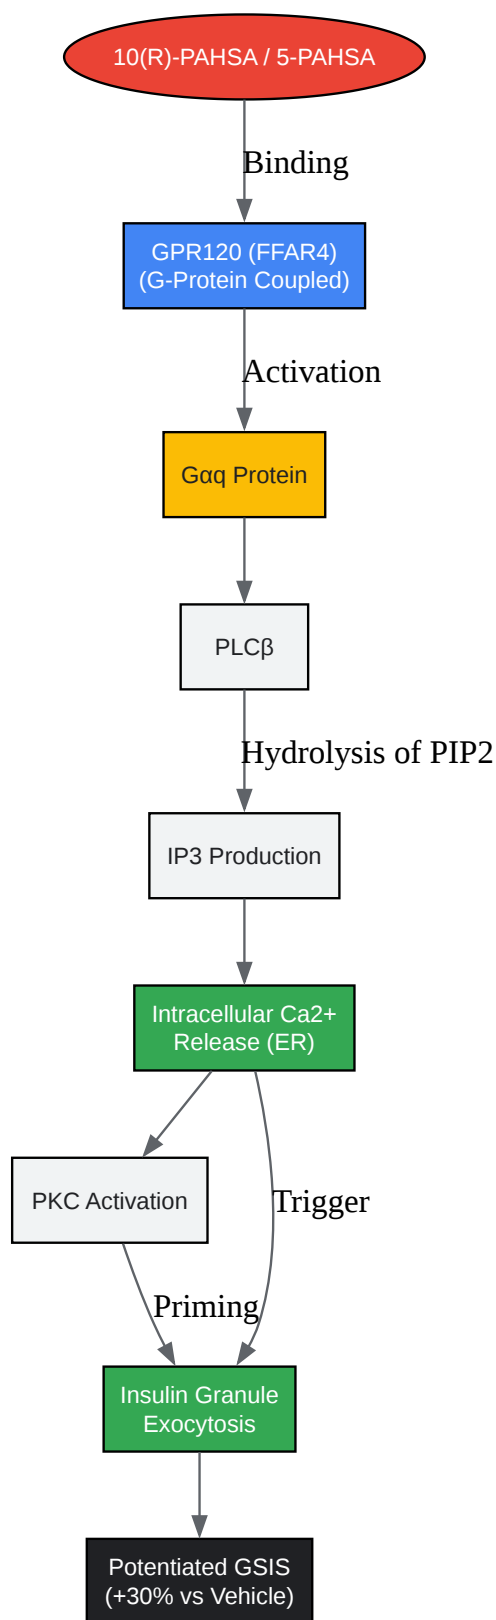 10(R)-PAHSA / 5-PAHSA
Binding
GPR120 (FFAR4)
(G-Protein Coupled)
Activation
Gαq Protein
PLCβ
Hydrolysis of PIP2
IP3 Production
Intracellular Ca2+
Release (ER)
PKC Activation
Trigger
Priming
Insulin Granule
Exocytosis
Potentiated GSIS
(+30% vs Vehicle)